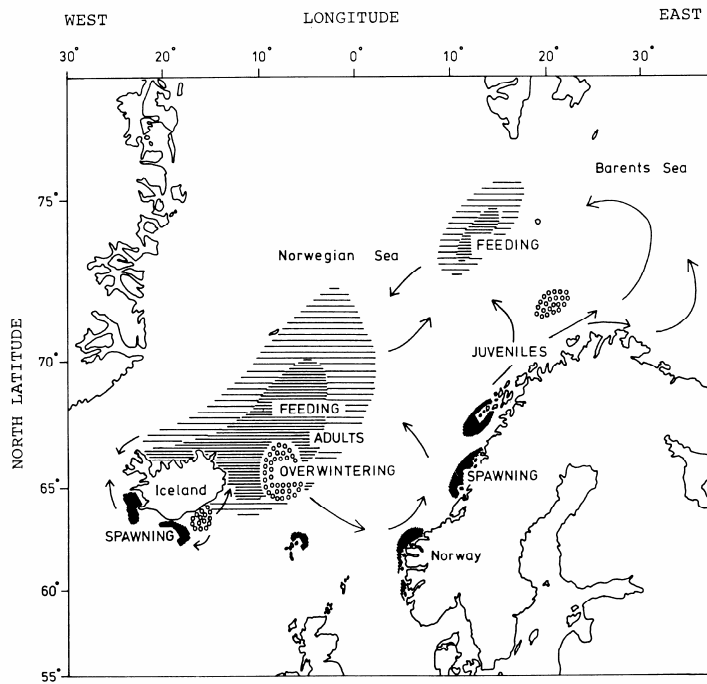 WEST LONGITUDE EAST
30° 20° 10° 0° 10° 20° 30°
Barents Sea
75°
FEEDING
Norwegian Sea
NORTH LATITUDE
JUVENILES
70°
FEEDING
ADULTS
OVERWINTERING
SPAWNING
65°
Iceland
SPAWNING
Norway
60°
55°